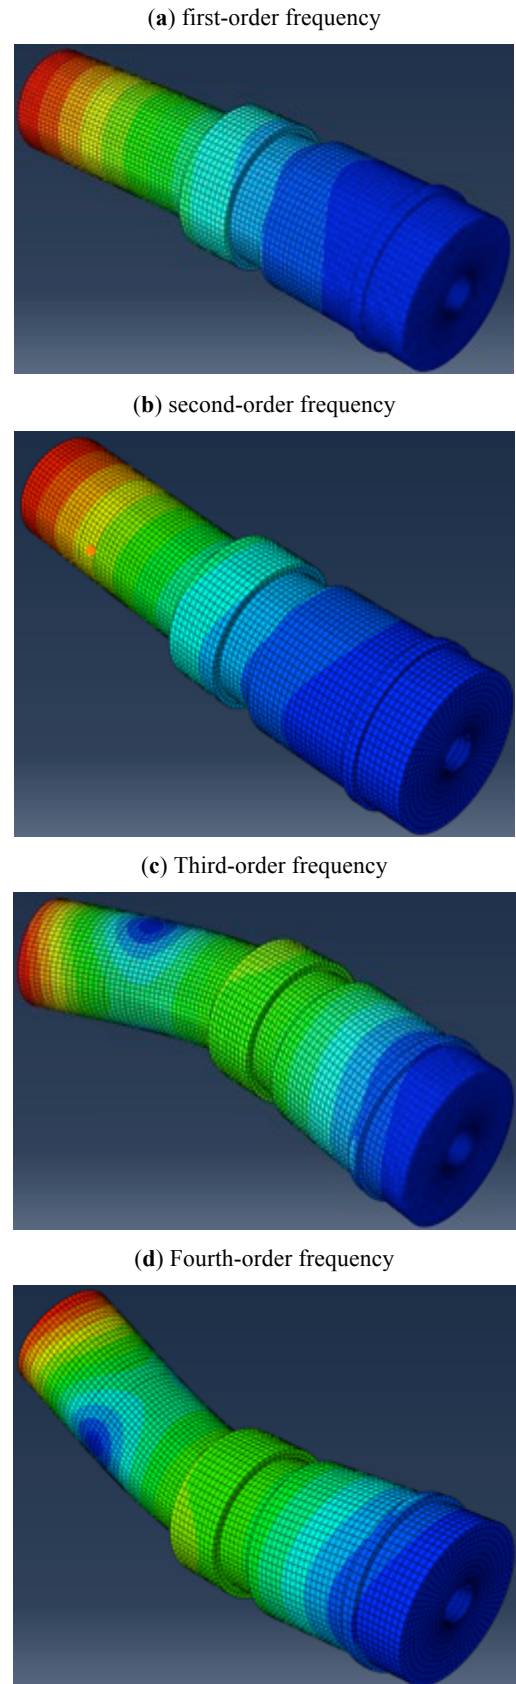 (a) first-order frequency
(b) second-order frequency
(c) Third-order frequency
(d) Fourth-order frequency